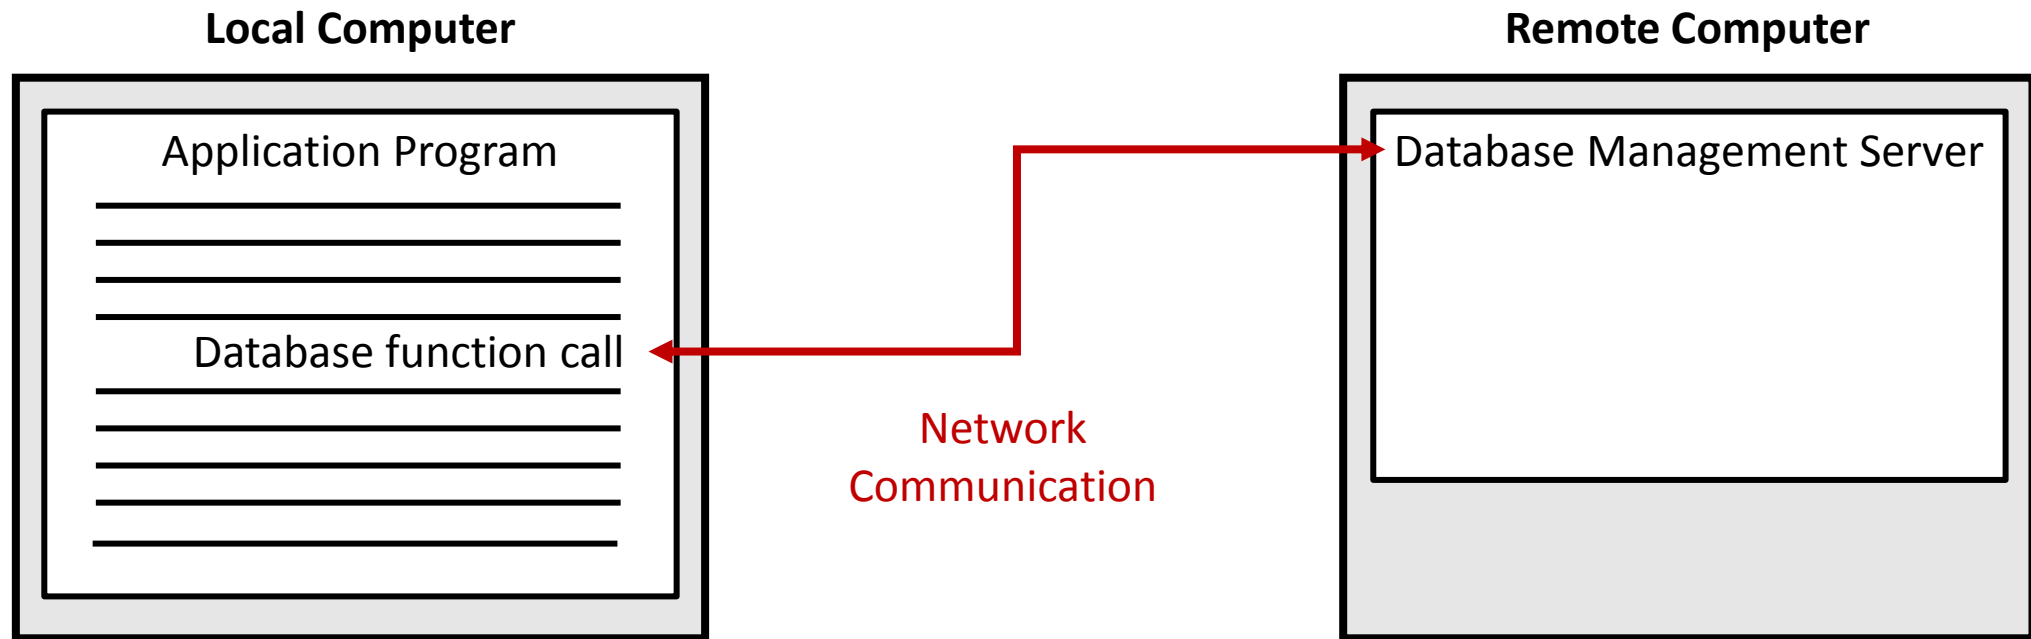 Local Computer
Remote Computer
Application Program
Database Management Server
Database function call
Network
Communication